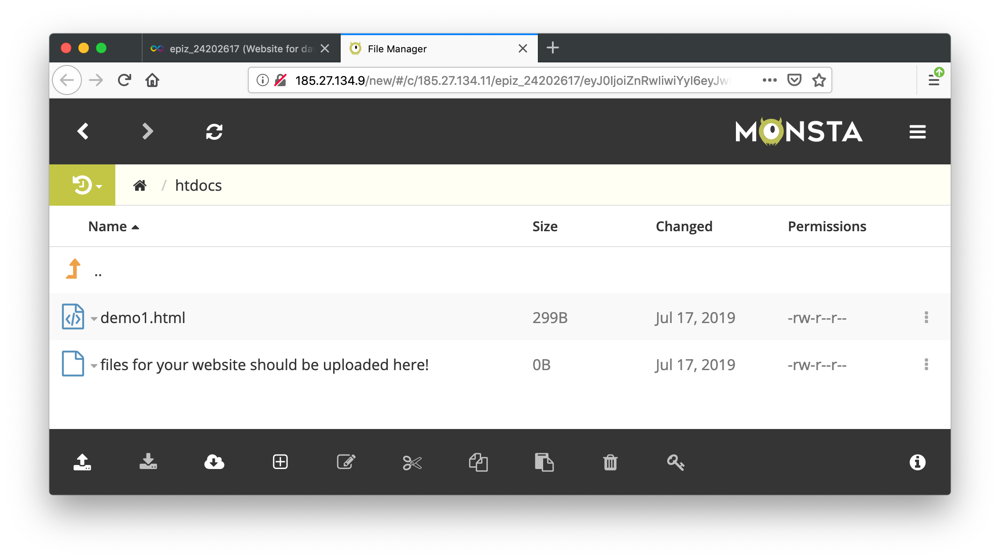 epiz_24202617 (Website for dav
File Manager
185.27.134.9/new/#/c/185.27.134.11/epiz_24202617/eyJ0IjoiZnRwIiwiYyI6eyJw
MONSTA
/ htdocs
Name Size Changed Permissions
..
demo1.html 299B Jul 17, 2019 -rw-r--r--
files for your website should be uploaded here! 0B Jul 17, 2019 -rw-r--r--